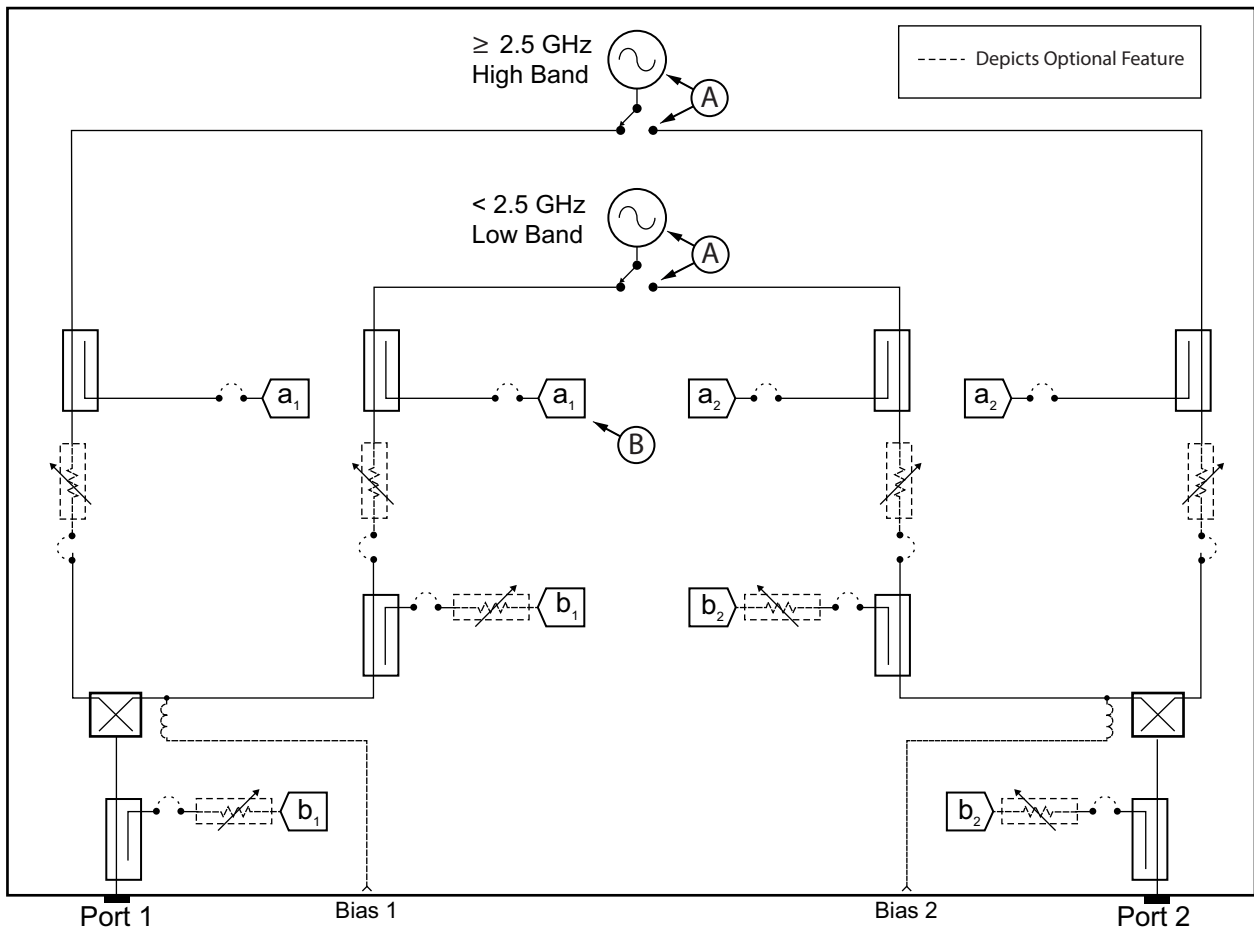 ≥ 2.5 GHz
High Band
A
Depicts Optional Feature
< 2.5 GHz
Low Band
A
a₁
a₁
a₂
a₂
B
b₁
b₂
b₁
b₂
Port 1
Bias 1
Bias 2
Port 2